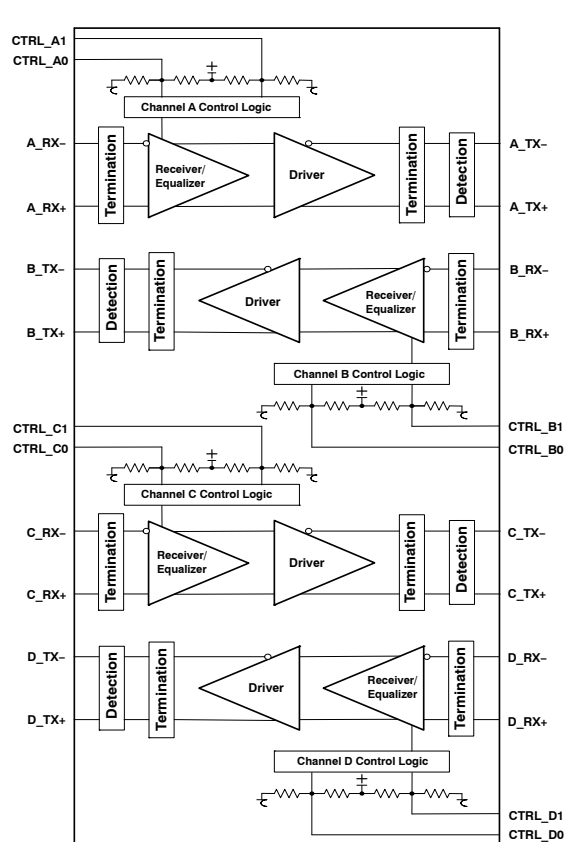 CTRL_A1
CTRL_A0
Channel A Control Logic
A_RX−
A_RX+
Termination
Receiver/
Equalizer
Driver
Termination
Detection
A_TX−
A_TX+
B_TX−
B_TX+
Detection
Termination
Driver
Receiver/
Equalizer
Termination
B_RX−
B_RX+
Channel B Control Logic
CTRL_B1
CTRL_B0
CTRL_C1
CTRL_C0
Channel C Control Logic
C_RX−
C_RX+
Termination
Receiver/
Equalizer
Driver
Termination
Detection
C_TX−
C_TX+
D_TX−
D_TX+
Detection
Termination
Driver
Receiver/
Equalizer
Termination
D_RX−
D_RX+
Channel D Control Logic
CTRL_D1
CTRL_D0